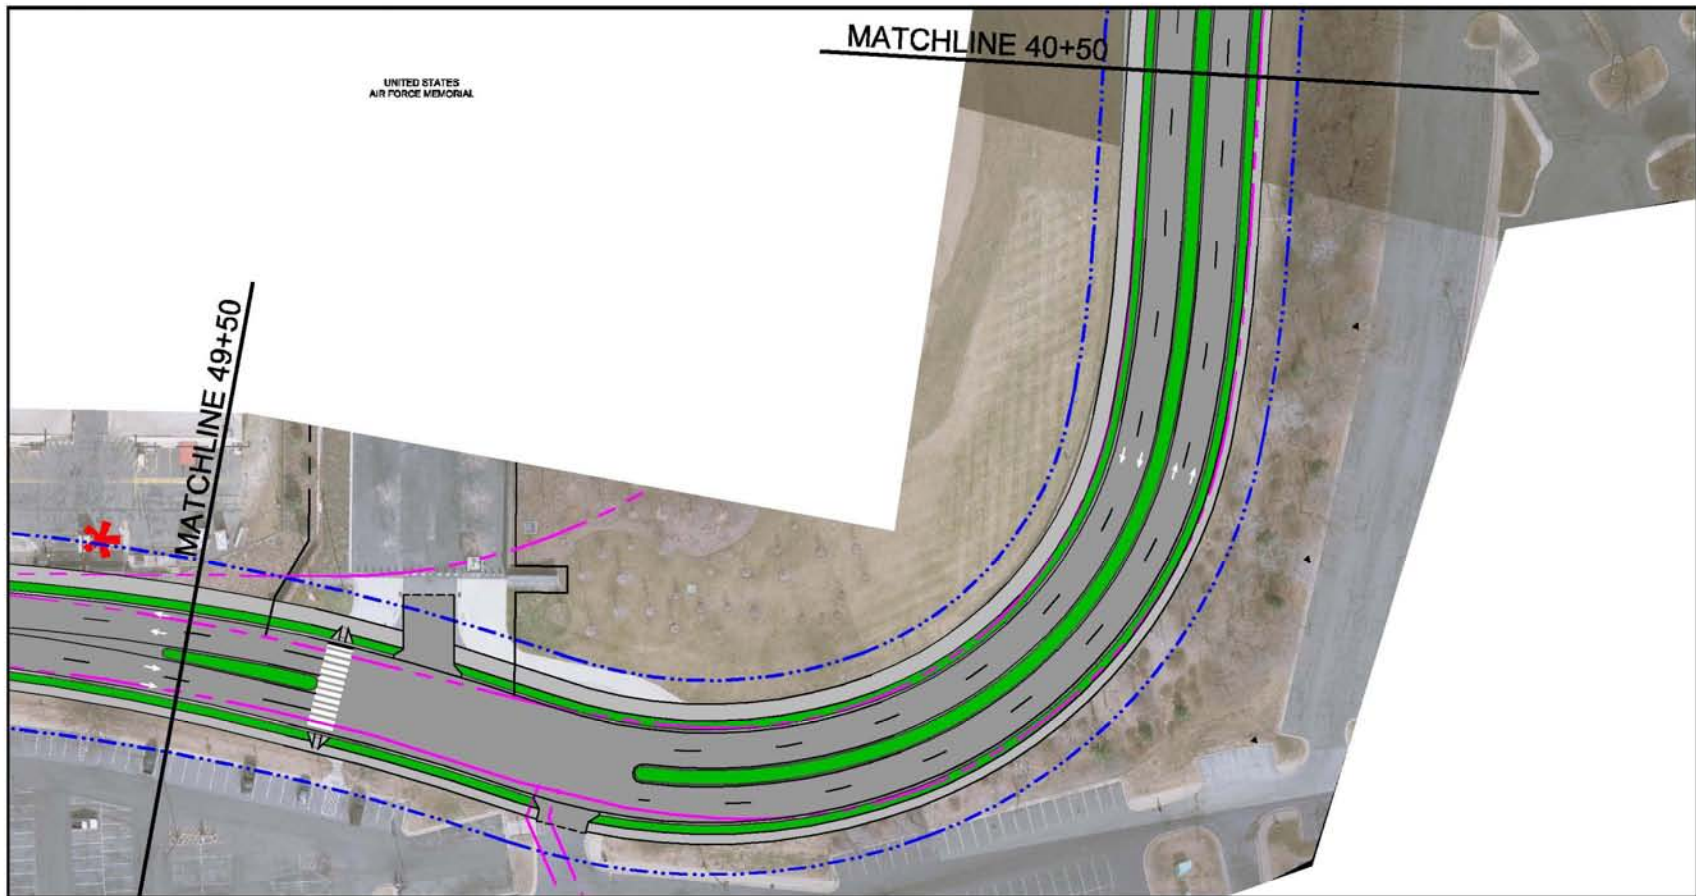 MATCHLINE 40+50
UNITED STATES
AIR FORCE MEMORIAL
MATCHLINE 49+50